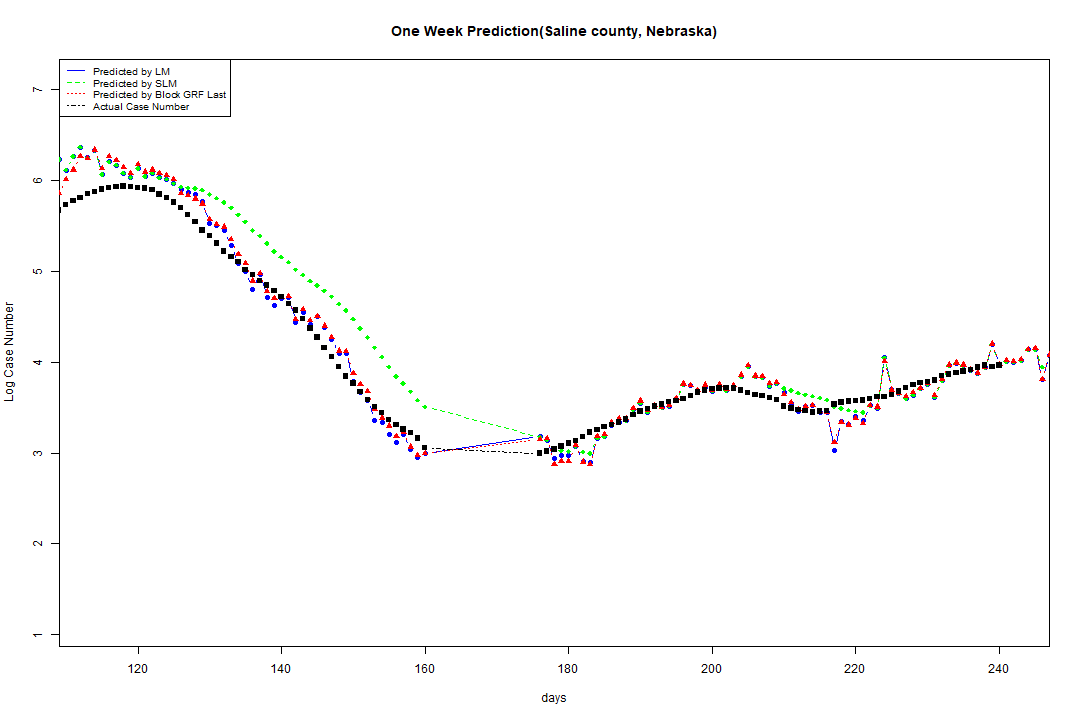 One Week Prediction(Saline county, Nebraska)
Predicted by LM
Predicted by SLM
Predicted by Block GRF Last
Actual Case Number
7
6
5
4
3
2
1
Log Case Number
120 140 160 180 200 220 240
days